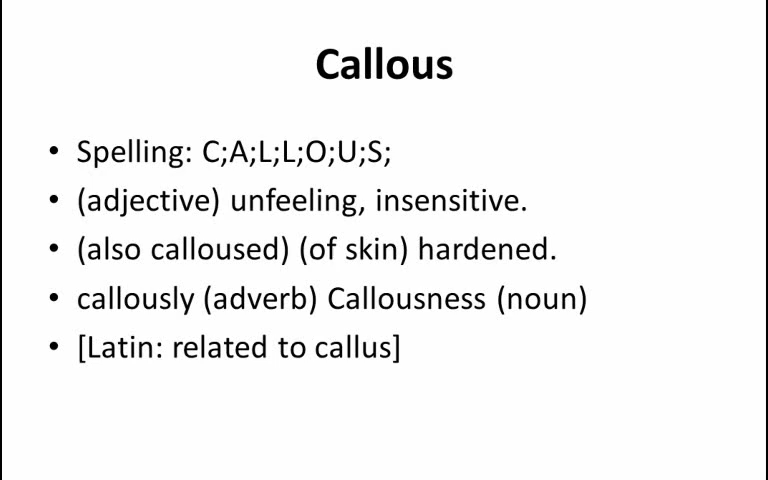 Callous
• Spelling: C;A;L;L;O;U;S;
• (adjective) unfeeling, insensitive.
• (also calloused) (of skin) hardened.
• callously (adverb) Callousness (noun)
• [Latin: related to callus]